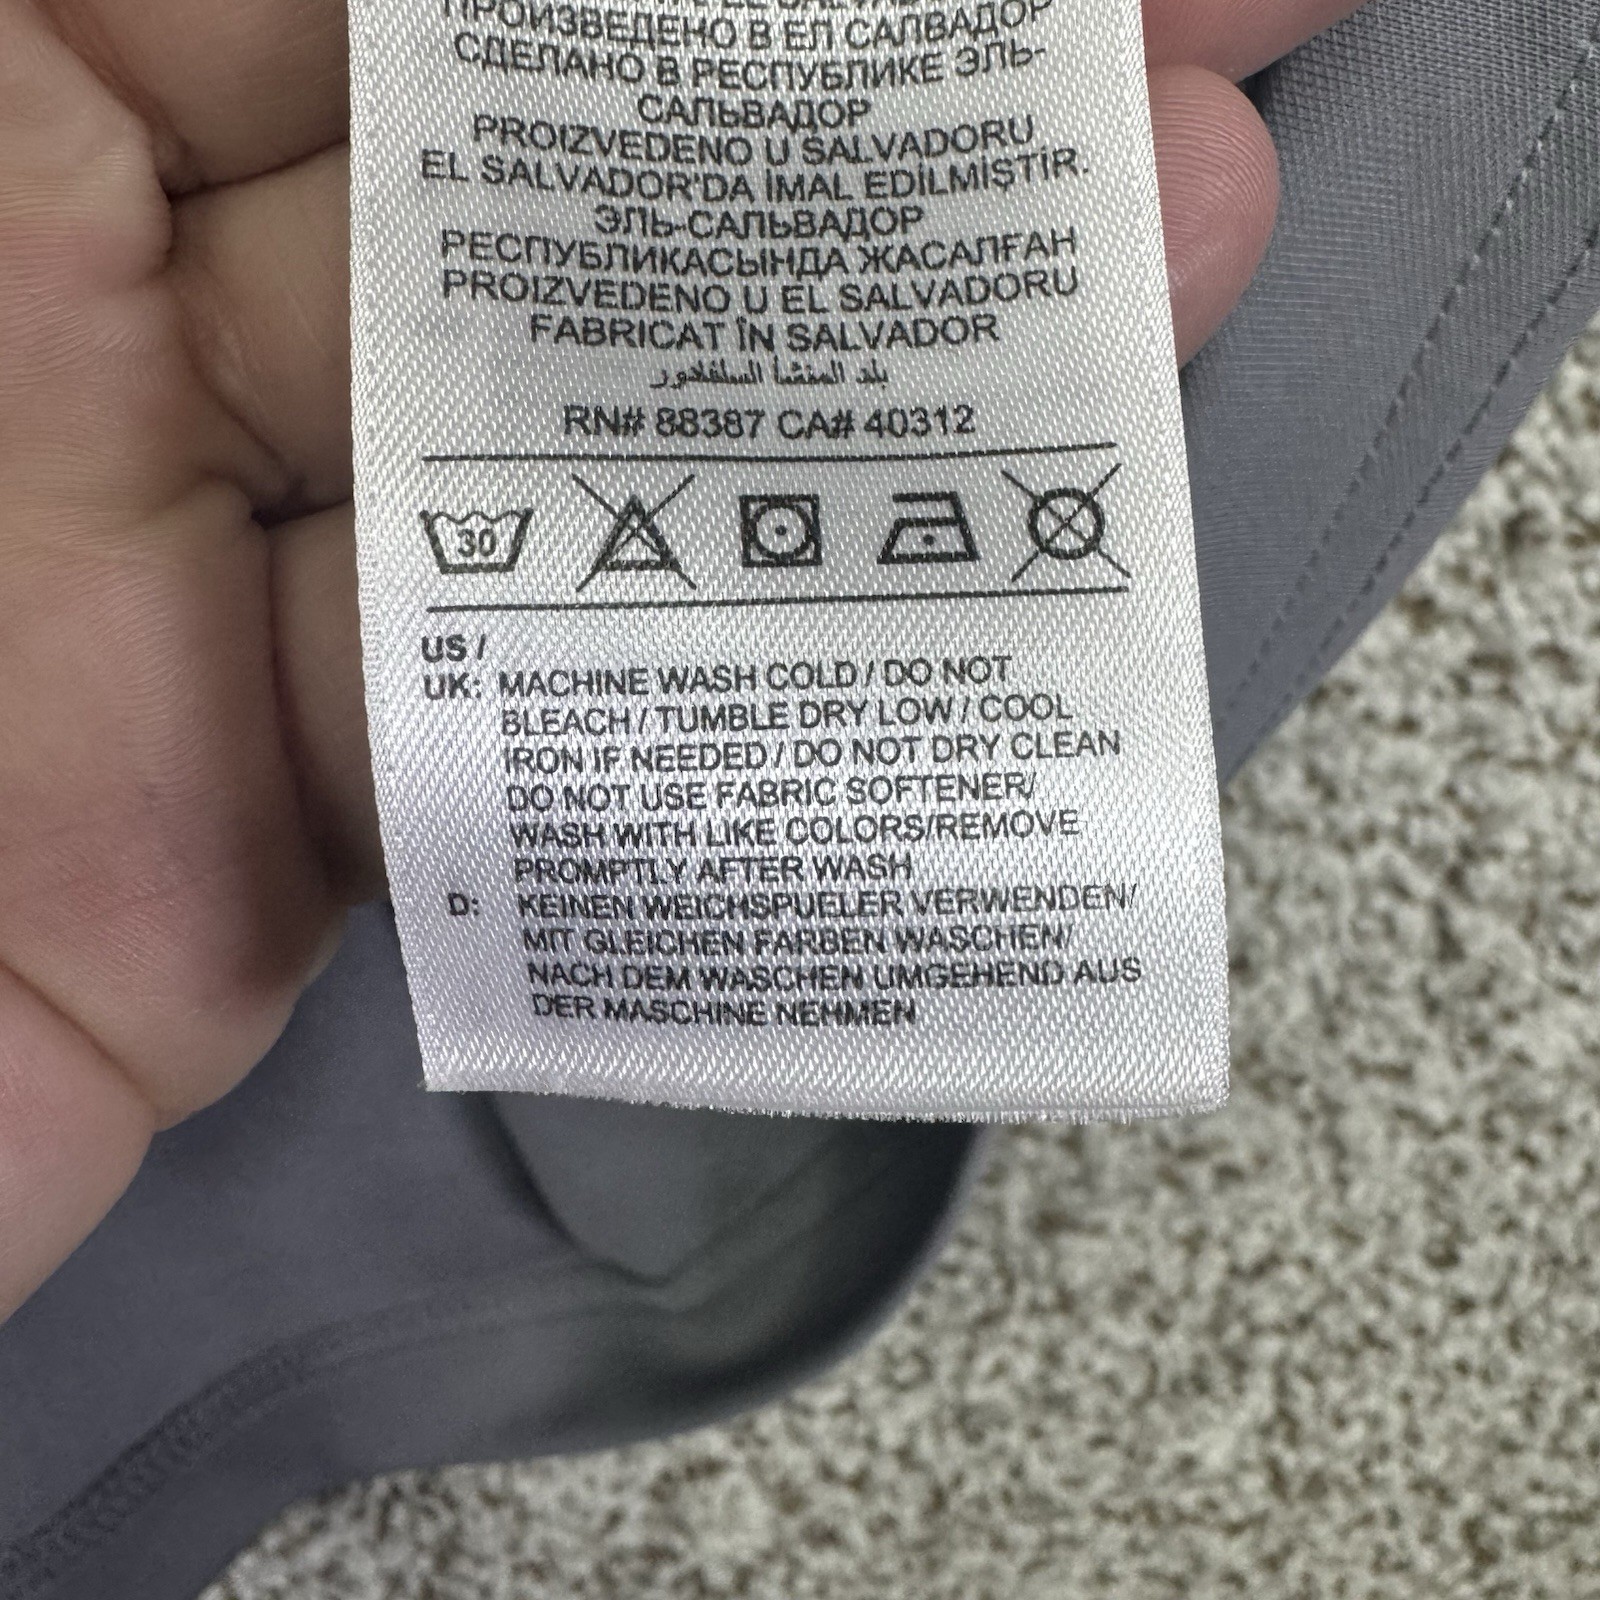 ПРОИЗВЕДЕНО В ЕЛ САЛВАДОР
СДЕЛАНО В РЕСПУБЛИКЕ ЭЛЬ-
САЛЬВАДОР
PROIZVEDENO U SALVADORU
EL SALVADOR'DA İMAL EDİLMİŞTİR.
ЭЛЬ-САЛЬВАДОР
РЕСПУБЛИКАСЫНДА ЖАСАЛҒАН
PROIZVEDENO U EL SALVADORU
FABRICAT ÎN SALVADOR
بلد المنشأ السلفادور
RN# 88387 CA# 40312
30
US /
UK: MACHINE WASH COLD / DO NOT
BLEACH / TUMBLE DRY LOW / COOL
IRON IF NEEDED / DO NOT DRY CLEAN
DO NOT USE FABRIC SOFTENER/
WASH WITH LIKE COLORS/REMOVE
PROMPTLY AFTER WASH
D: KEINEN WEICHSPUELER VERWENDEN/
MIT GLEICHEN FARBEN WASCHEN/
NACH DEM WASCHEN UMGEHEND AUS
DER MASCHINE NEHMEN